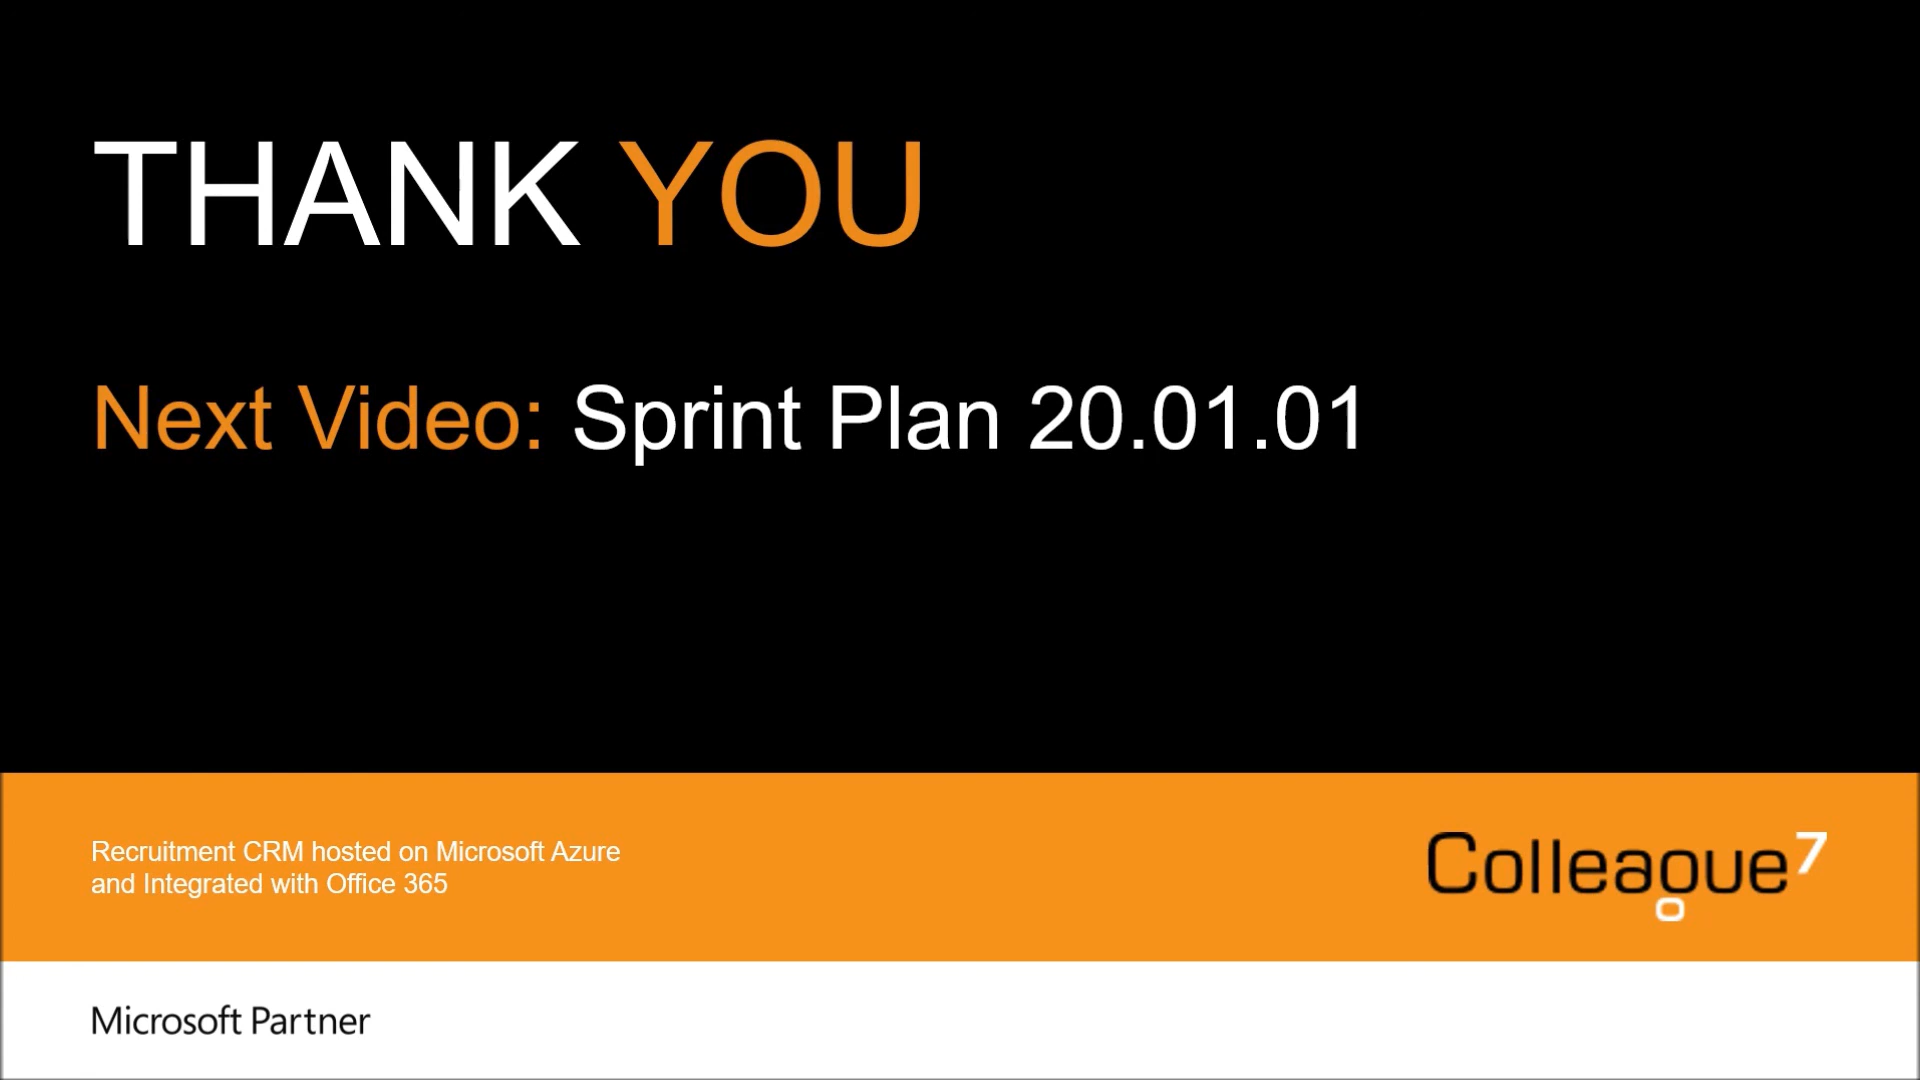 THANK YOU
Next Video: Sprint Plan 20.01.01
Recruitment CRM hosted on Microsoft Azure
and Integrated with Office 365
Colleague7
Microsoft Partner